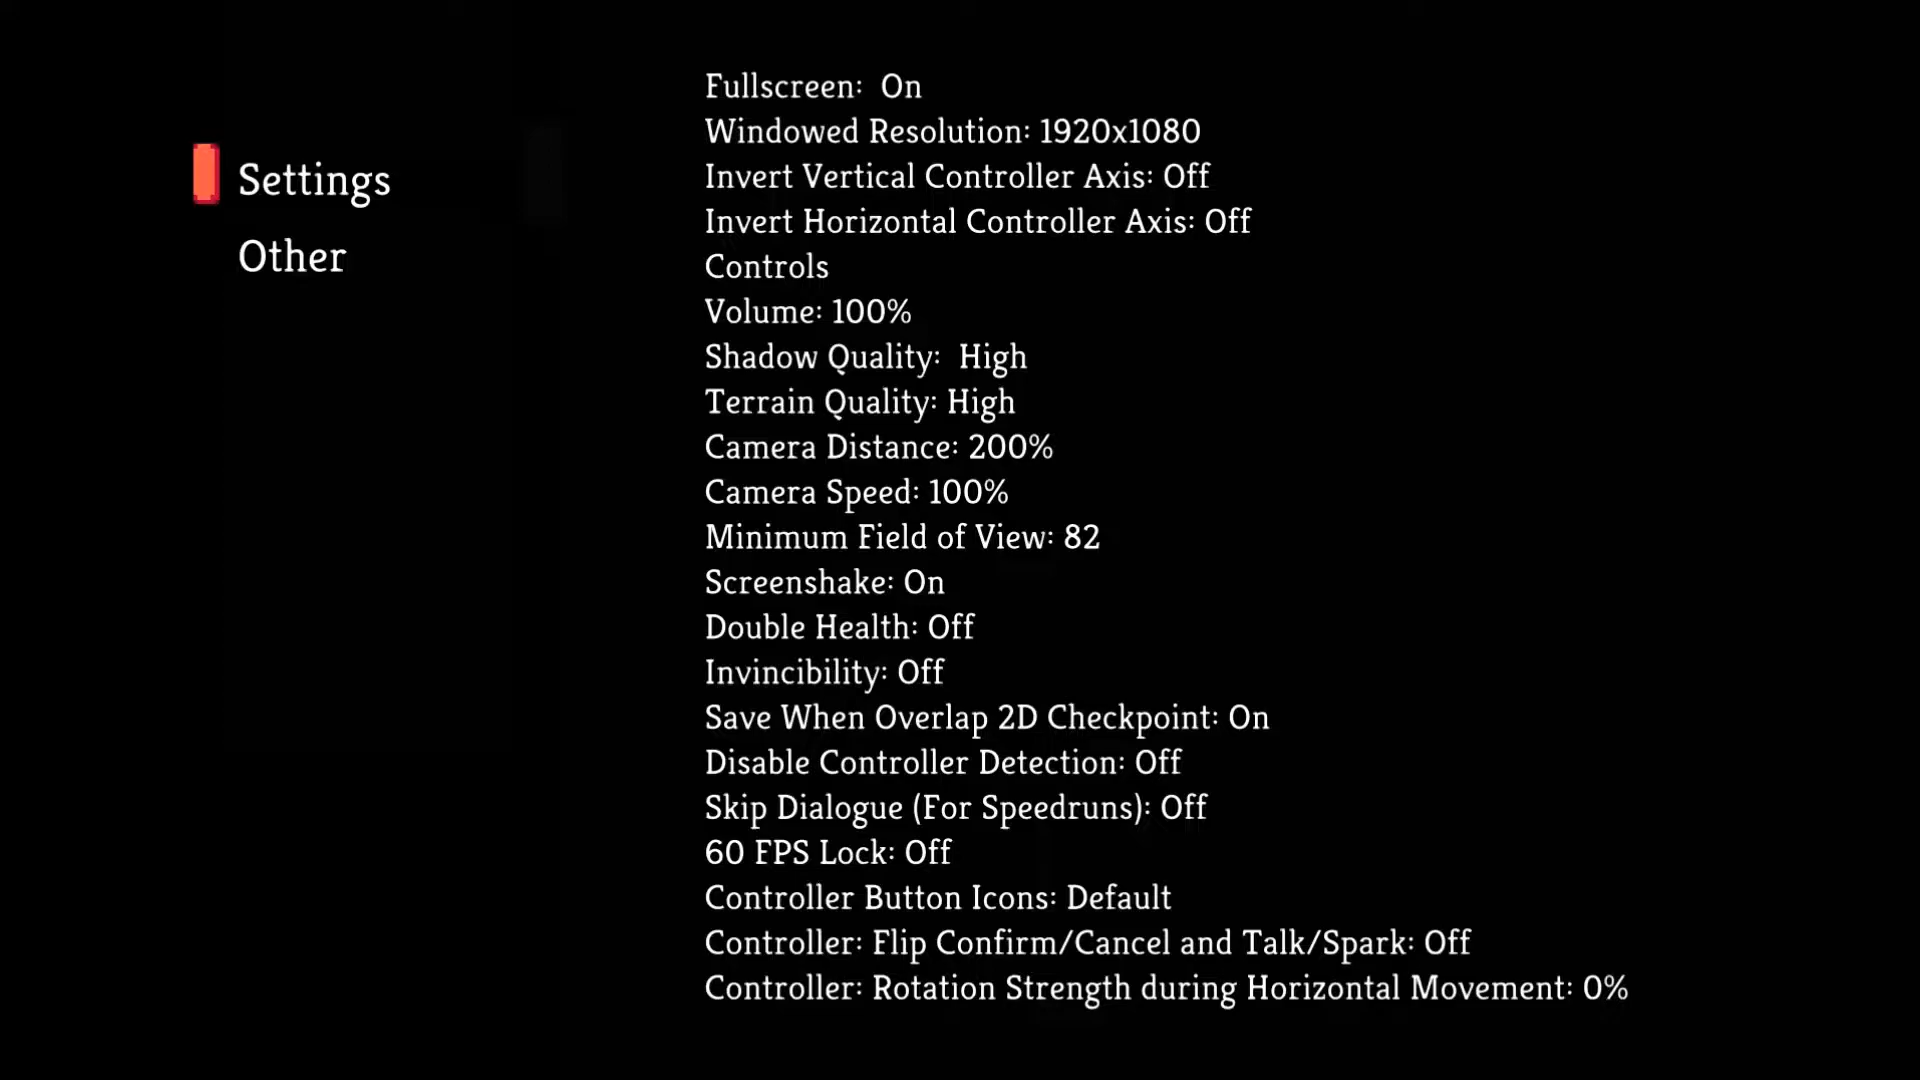 Settings
Other
Fullscreen:  On
Windowed Resolution: 1920x1080
Invert Vertical Controller Axis: Off
Invert Horizontal Controller Axis: Off
Controls
Volume: 100%
Shadow Quality:  High
Terrain Quality: High
Camera Distance: 200%
Camera Speed: 100%
Minimum Field of View: 82
Screenshake: On
Double Health: Off
Invincibility: Off
Save When Overlap 2D Checkpoint: On
Disable Controller Detection: Off
Skip Dialogue (For Speedruns): Off
60 FPS Lock: Off
Controller Button Icons: Default
Controller: Flip Confirm/Cancel and Talk/Spark: Off
Controller: Rotation Strength during Horizontal Movement: 0%